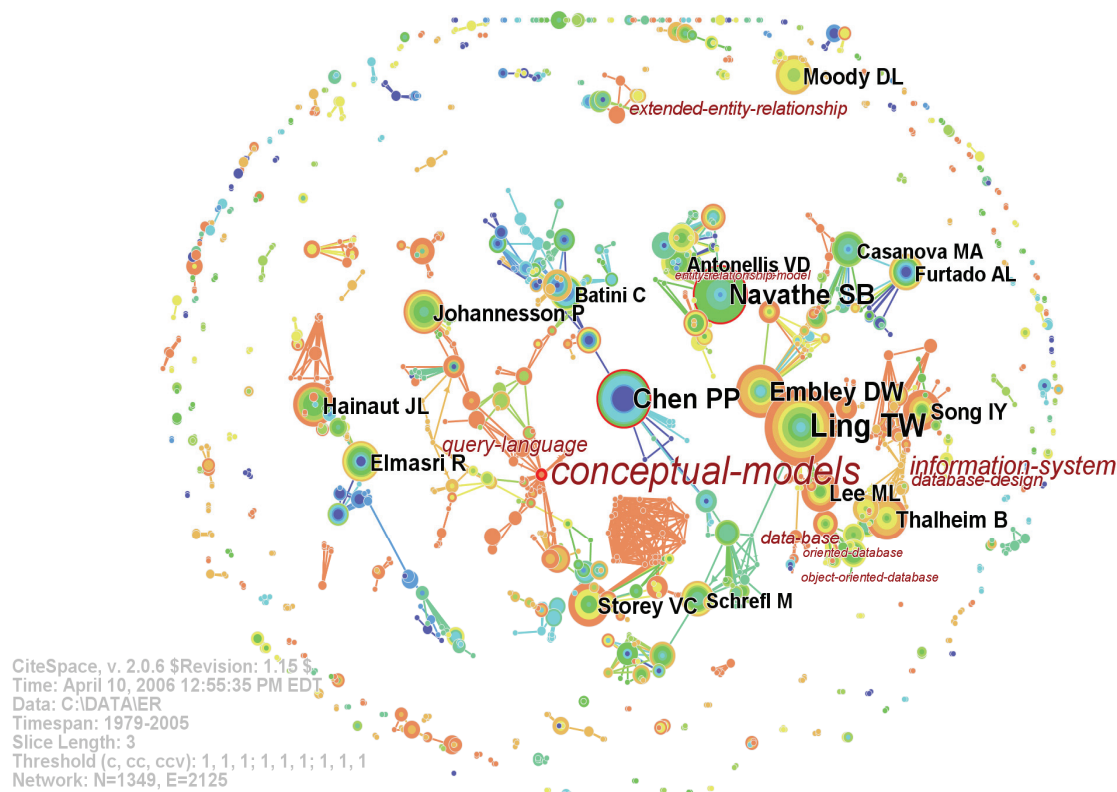 Moody DL
extended-entity-relationship
Casanova MA
Antonellis VD
Furtado AL
entity-relationship-model
Navathe SB
Batini C
Johannesson P
Embley DW
Chen PP
Hainaut JL
Song IY
Ling TW
query-language
Elmasri R
conceptual-models
information-system
database-design
Lee ML
Thalheim B
data-base
oriented-database
object-oriented-database
Storey VC
Schrefl M
CiteSpace, v. 2.0.6 $Revision: 1.15 $
Time: April 10, 2006 12:55:35 PM EDT
Data: C:\DATA\ER
Timespan: 1979-2005
Slice Length: 3
Threshold (c, cc, ccv): 1, 1, 1; 1, 1, 1; 1, 1, 1
Network: N=1349, E=2125